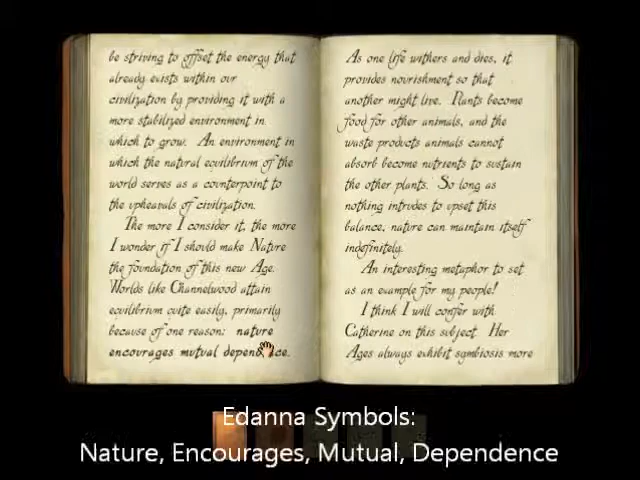 be striving to offset the energy that
already exists within our
civilization by providing it with a
more stabilized environment in
which to grow. An environment in
which the natural equilibrium of the
world serves as a counterpoint to
the upheavals of civilization.
The more I consider it, the more
I wonder if I should make Nature
the foundation of this new Age.
Worlds like Channelwood attain
equilibrium quite easily, primarily
because of one reason: nature
encourages mutual dependence.
As one life withers and dies, it
provides nourishment so that
another might live. Plants become
food for other animals, and the
waste products animals cannot
absorb become nutrients to sustain
the other plants. So long as
nothing intrudes to upset this
balance, nature can maintain itself
indefinitely.
An interesting metaphor to set
as an example for my people!
I think I will confer with
Catherine on this subject. Her
Ages always exhibit symbiosis more
Edanna Symbols:
Nature, Encourages, Mutual, Dependence